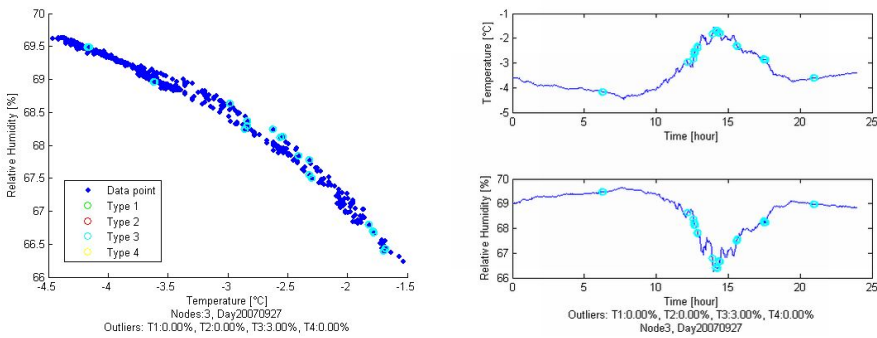 70
69.5
69
68.5
68
67.5
67
66.5
66
Relative Humidity [%]
Data point
Type 1
Type 2
Type 3
Type 4
-4.5 -4 -3.5 -3 -2.5 -2 -1.5
Temperature [°C]
Nodes:3, Day20070927
Outliers: T1:0.00%, T2:0.00%, T3:3.00%, T4:0.00%
-1
-2
-3
-4
-5
Temperature [°C]
0 5 10 15 20 25
Time [hour]
70
69
68
67
66
Relative Humidity [%]
0 5 10 15 20 25
Time [hour]
Outliers: T1:0.00%, T2:0.00%, T3:3.00%, T4:0.00%
Node3, Day20070927